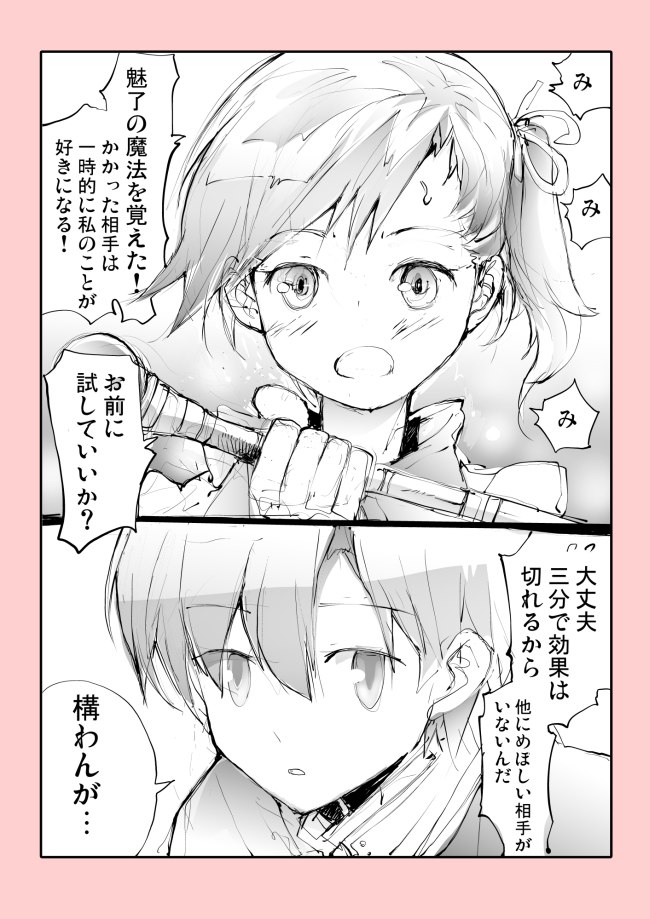 み
み
み
魅了の魔法を覚えた！
かかった相手は
一時的に私のことが
好きになる！
お前に
試していいか？
大丈夫
三分で効果は
切れるから
他にめぼしい相手が
いないんだ
構わんが…